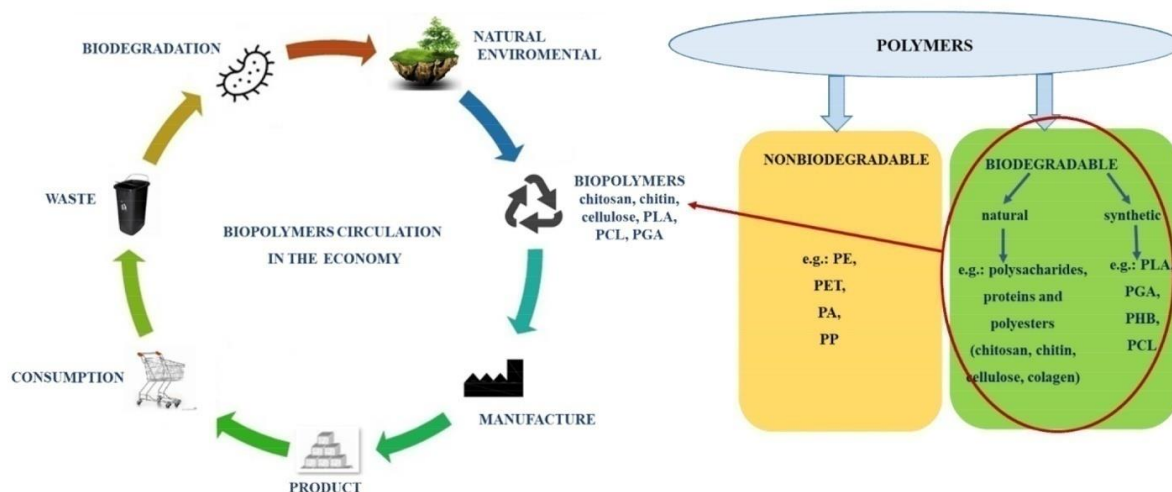 BIODEGRADATION
NATURAL
ENVIROMENTAL
BIOPOLYMERS
chitosan, chitin,
cellulose, PLA,
PCL, PGA
MANUFACTURE
PRODUCT
CONSUMPTION
WASTE
BIOPOLYMERS CIRCULATION
IN THE ECONOMY
POLYMERS
NONBIODEGRADABLE
e.g.: PE,
PET,
PA,
PP
BIODEGRADABLE
natural
e.g.: polysacharides,
proteins and
polyesters
(chitosan, chitin,
cellulose, colagen)
synthetic
e.g.: PLA
PGA,
PHB,
PCL